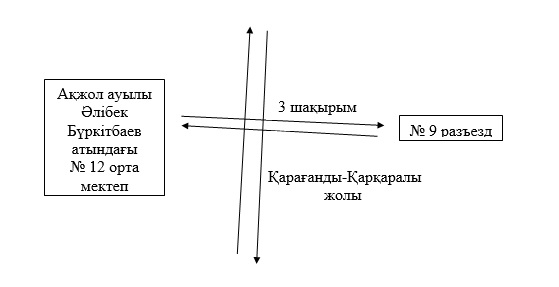 Ақжол ауылы
Әлібек
Бүркітбаев
атындағы
№ 12 орта
мектеп
3 шақырым
№ 9 разъезд
Қарағанды-Қарқаралы
жолы